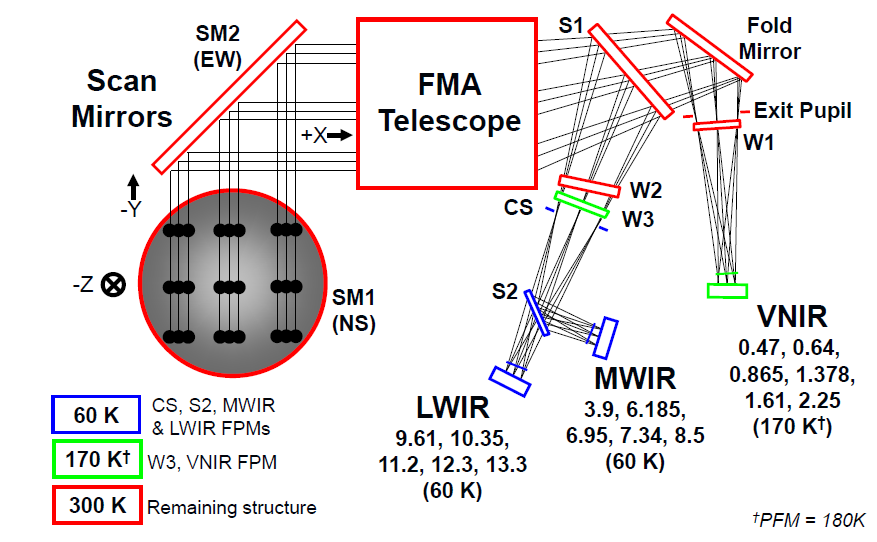 SM2
(EW)
Scan
Mirrors
FMA
Telescope
+X
S1
Fold
Mirror
Exit Pupil
W1
W2
W3
CS
-Y
-Z
SM1
(NS)
S2
VNIR
0.47, 0.64,
0.865, 1.378,
1.61, 2.25
(170 K†)
MWIR
3.9, 6.185,
6.95, 7.34, 8.5
(60 K)
LWIR
9.61, 10.35,
11.2, 12.3, 13.3
(60 K)
60 K
CS, S2, MWIR
& LWIR FPMs
170 K†
W3, VNIR FPM
300 K
Remaining structure
†PFM = 180K